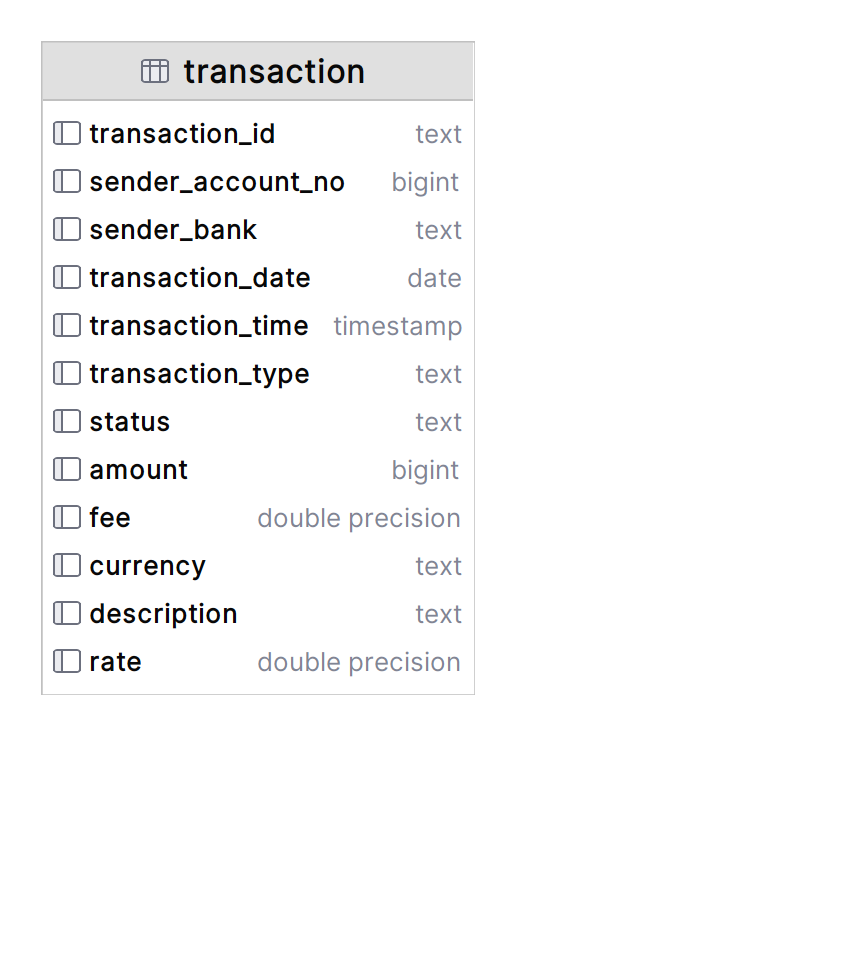 transaction
transaction_id text
sender_account_no bigint
sender_bank text
transaction_date date
transaction_time timestamp
transaction_type text
status text
amount bigint
fee double precision
currency text
description text
rate double precision